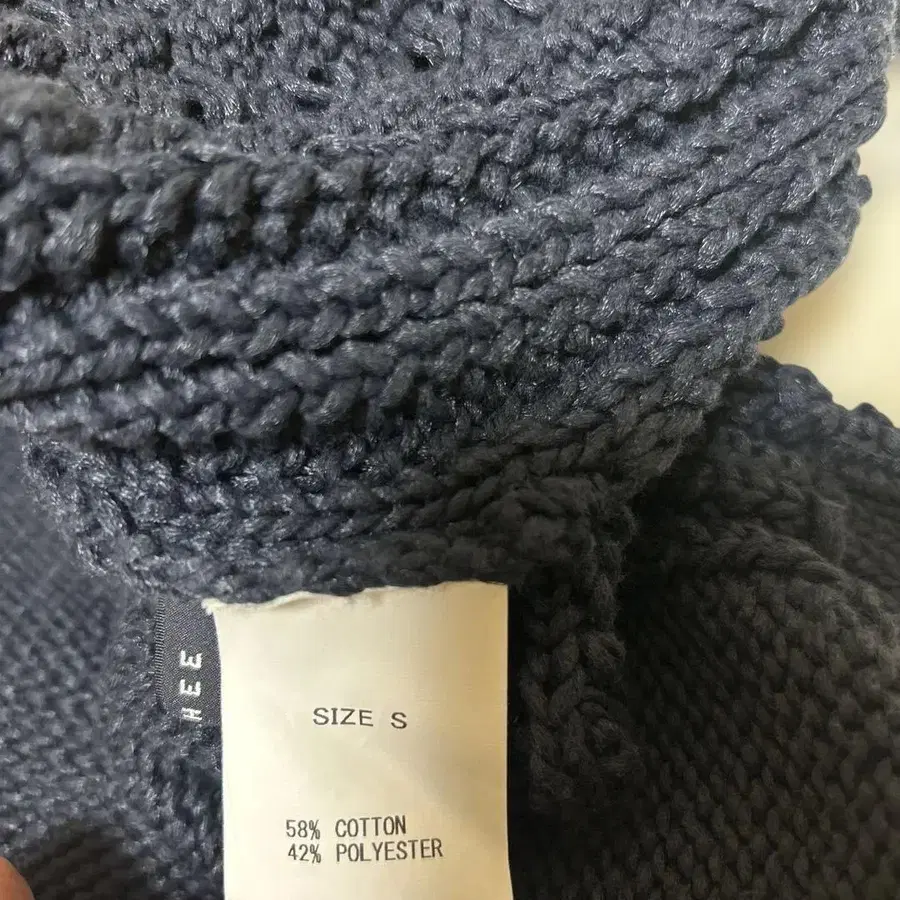 HEE
SIZE S
58% COTTON
42% POLYESTER